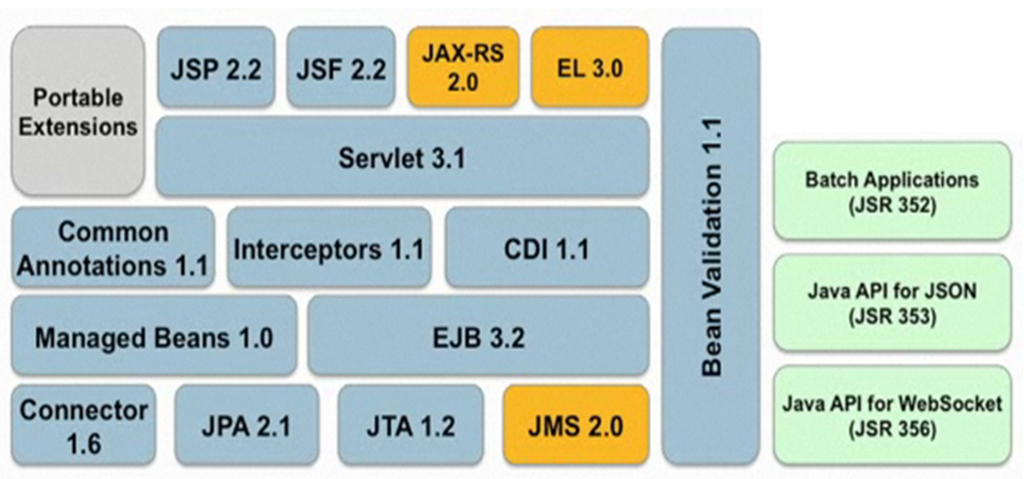 Portable
Extensions
JSP 2.2
JSF 2.2
JAX-RS
2.0
EL 3.0
Servlet 3.1
Common
Annotations 1.1
Interceptors 1.1
CDI 1.1
Managed Beans 1.0
EJB 3.2
Connector
1.6
JPA 2.1
JTA 1.2
JMS 2.0
Bean Validation 1.1
Batch Applications
(JSR 352)
Java API for JSON
(JSR 353)
Java API for WebSocket
(JSR 356)